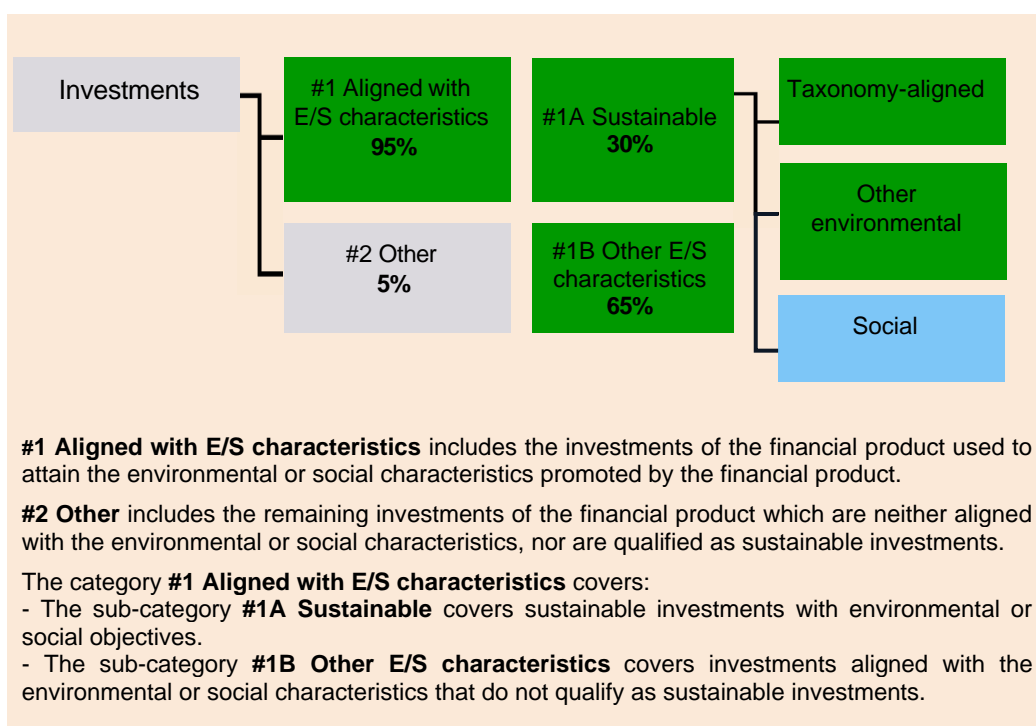 Investments
#1 Aligned with
E/S characteristics
95%
#2 Other
5%
#1A Sustainable
30%
#1B Other E/S
characteristics
65%
Taxonomy-aligned
Other
environmental
Social
#1 Aligned with E/S characteristics includes the investments of the financial product used to
attain the environmental or social characteristics promoted by the financial product.
#2 Other includes the remaining investments of the financial product which are neither aligned
with the environmental or social characteristics, nor are qualified as sustainable investments.
The category #1 Aligned with E/S characteristics covers:
- The sub-category #1A Sustainable covers sustainable investments with environmental or
social objectives.
- The sub-category #1B Other E/S characteristics covers investments aligned with the
environmental or social characteristics that do not qualify as sustainable investments.